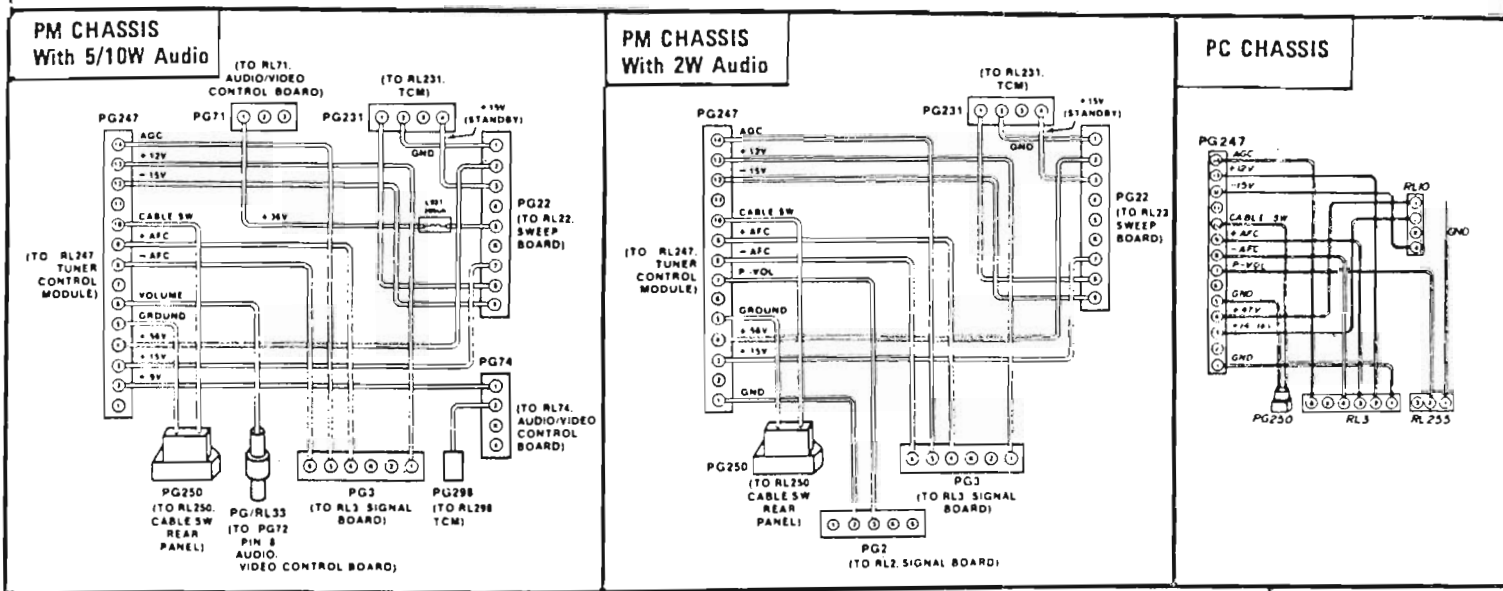 PM CHASSIS
With 5/10W Audio
(TO RL71.
AUDIO/VIDEO
CONTROL BOARD)
(TO RL231.
TCM)
PG247
PG71
PG231
+15V
(STANDBY)
AGC
GND
+12V
-15V
PG22
(TO RL22.
SWEEP
BOARD)
+36V
CABLE SW
+AFC
-AFC
(TO RL247
TUNER
CONTROL
MODULE)
VOLUME
GROUND
+56V
+15V
+9V
PG74
(TO RL74.
AUDIO/VIDEO
CONTROL
BOARD)
PG250
(TO RL250.
CABLE SW
REAR
PANEL)
PG/RL33
(TO PG72
PIN 8
AUDIO.
VIDEO CONTROL BOARD)
PG3
(TO RL3 SIGNAL
BOARD)
PG298
(TO RL298
TCM)
PM CHASSIS
With 2W Audio
(TO RL231.
TCM)
PG247
PG231
+15V
(STANDBY)
AGC
GND
+12V
-15V
PG22
(TO RL23
SWEEP
BOARD)
CABLE SW
+AFC
-AFC
P-VOL
(TO RL247.
TUNER
CONTROL
MODULE)
GROUND
+56V
+15V
GND
PG250
(TO RL250
CABLE SW
REAR
PANEL)
PG3
(TO RL3 SIGNAL
BOARD)
PG2
(TO RL2. SIGNAL BOARD)
PC CHASSIS
PG247
AGC
+12V
-15V
RL10
CABLE SW
+AFC
-AFC
P-VOL
GND
GND
+47V
GND
PG250
RL3
RL255